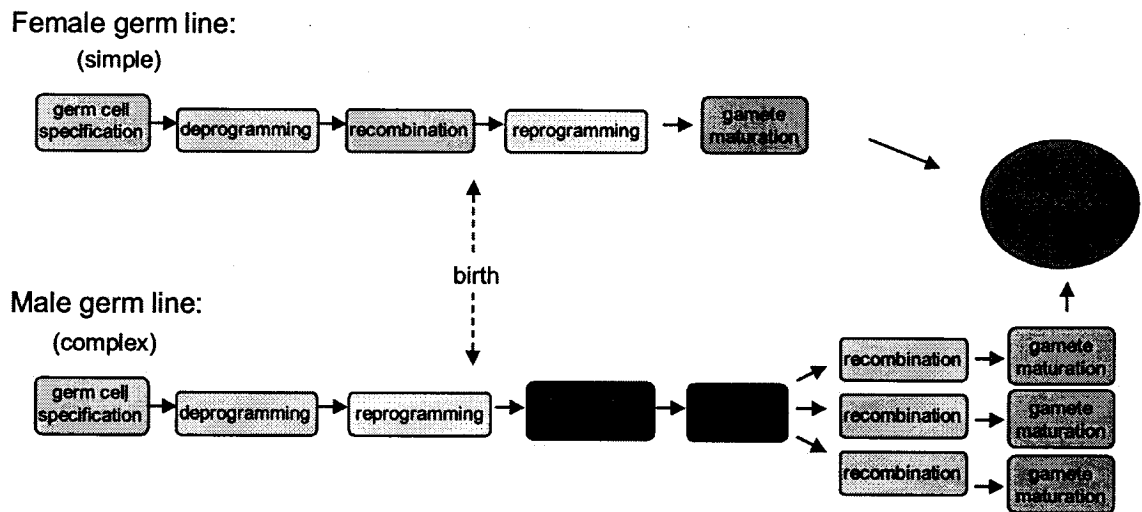 Female germ line:
(simple)
germ cell
specification
deprogramming
recombination
reprogramming
gamete
maturation
birth
Male germ line:
(complex)
germ cell
specification
deprogramming
reprogramming
recombination
gamete
maturation
recombination
gamete
maturation
recombination
gamete
maturation